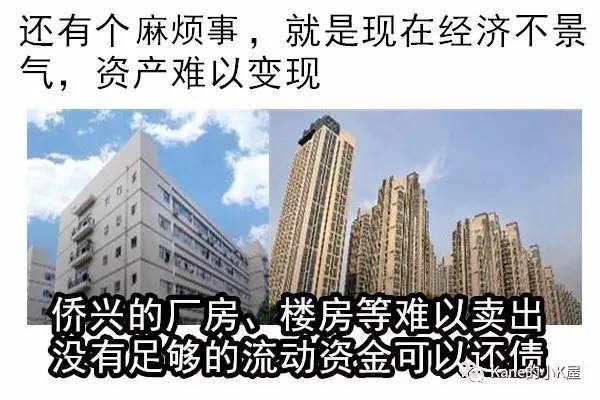 还有个麻烦事，就是现在经济不景
气，资产难以变现
侨兴的厂房、楼房等难以卖出
没有足够的流动资金可以还债
Kane的小K屋